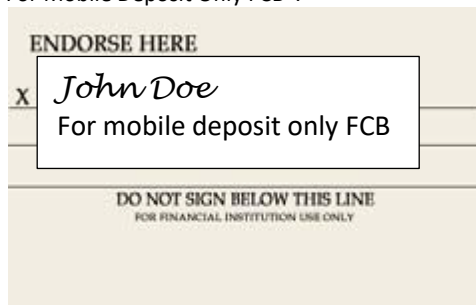 For Mobile Deposit Only FCB
ENDORSE HERE
X
John Doe
For mobile deposit only FCB
DO NOT SIGN BELOW THIS LINE
FOR FINANCIAL INSTITUTION USE ONLY